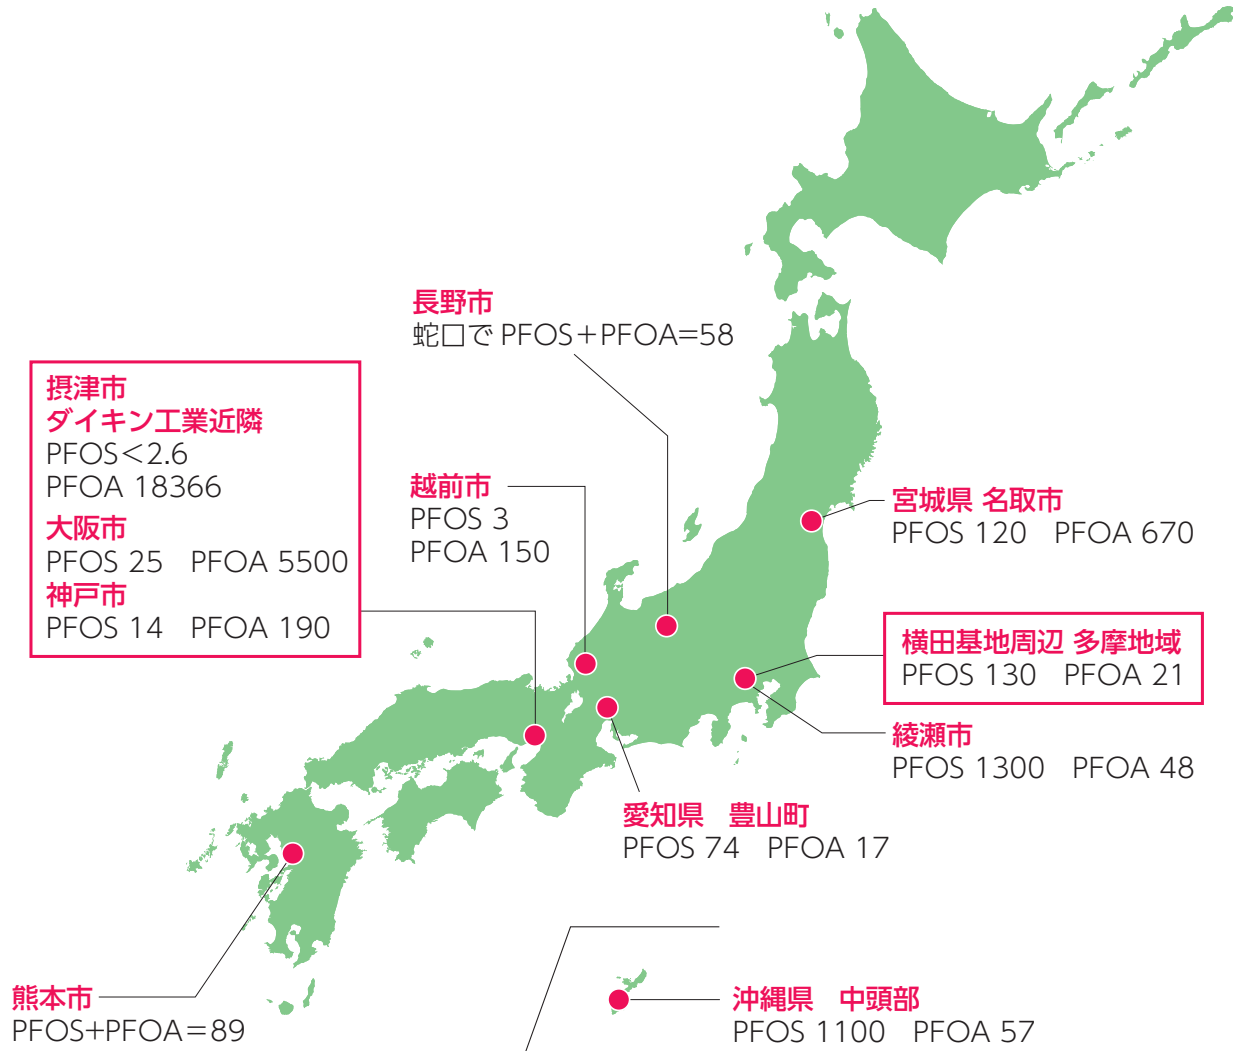 長野市
蛇口で PFOS＋PFOA=58
摂津市
ダイキン工業近隣
PFOS＜2.6
PFOA 18366
大阪市
PFOS 25　PFOA 5500
神戸市
PFOS 14　PFOA 190
越前市
PFOS 3
PFOA 150
宮城県 名取市
PFOS 120　PFOA 670
横田基地周辺 多摩地域
PFOS 130　PFOA 21
綾瀬市
PFOS 1300　PFOA 48
愛知県　豊山町
PFOS 74　PFOA 17
熊本市
PFOS+PFOA＝89
沖縄県　中頭部
PFOS 1100　PFOA 57